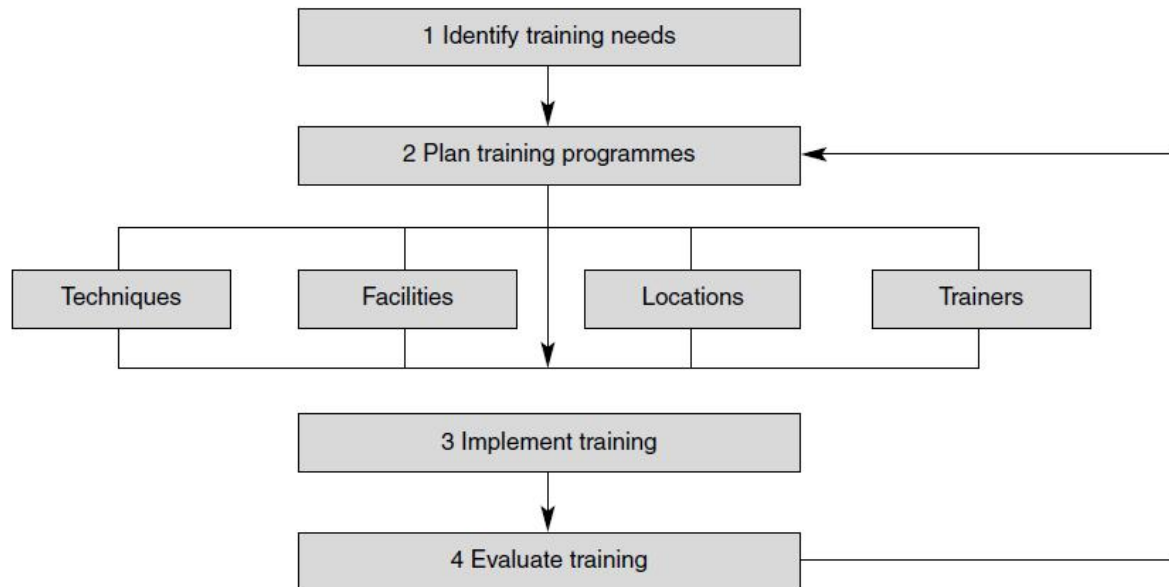 1 Identify training needs
2 Plan training programmes
Techniques
Facilities
Locations
Trainers
3 Implement training
4 Evaluate training